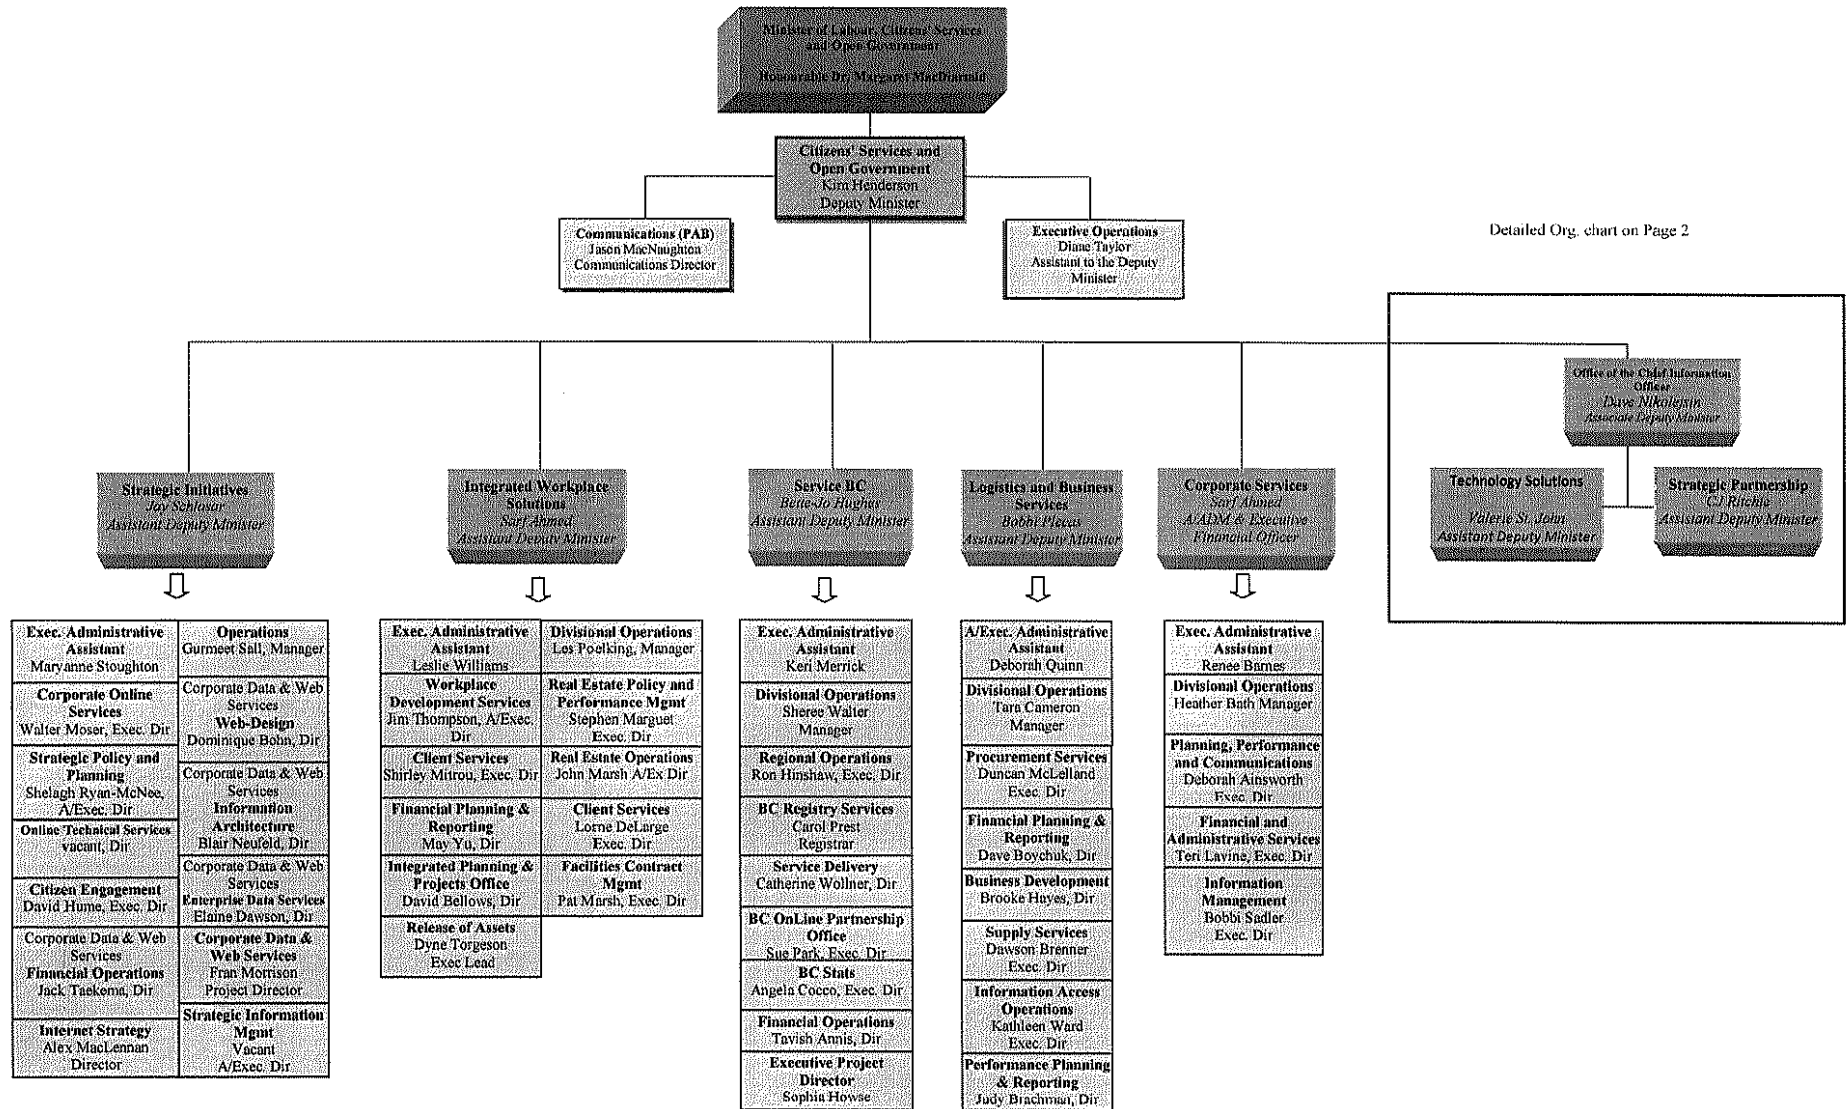 Minister of Labour, Citizens' Services
and Open Government
Honourable Dr. Margaret MacDiarmid
Citizens' Services and
Open Government
Kim Henderson
Deputy Minister
Communications (PAB)
Jason MacNaughton
Communications Director
Executive Operations
Diane Taylor
Assistant to the Deputy
Minister
Detailed Org. chart on Page 2
Office of the Chief Information
Officer
Dave Nikolejsin
Associate Deputy Minister
Technology Solutions
Valerie St. John
Assistant Deputy Minister
Strategic Partnership
CJ Ritchie
Assistant Deputy Minister
Strategic Initiatives
Jay Schlosar
Assistant Deputy Minister
Integrated Workplace
Solutions
Sarf Ahmed
Assistant Deputy Minister
Service BC
Bette-Jo Hughes
Assistant Deputy Minister
Logistics and Business
Services
Bobbi Plecas
Assistant Deputy Minister
Corporate Services
Sarf Ahmed
A/ADM & Executive
Financial Officer
Exec. Administrative
Assistant
Maryanne Stoughton
Corporate Online
Services
Walter Moser, Exec. Dir
Strategic Policy and
Planning
Shelagh Ryan-McNee,
A/Exec. Dir
Online Technical Services
vacant, Dir
Citizen Engagement
David Hume, Exec. Dir
Corporate Data & Web
Services
Financial Operations
Jack Taekema, Dir
Internet Strategy
Alex MacLennan
Director
Operations
Gurmeet Sall, Manager
Corporate Data & Web
Services
Web-Design
Dominique Bohn, Dir
Corporate Data & Web
Services
Information
Architecture
Blair Neufeld, Dir
Corporate Data & Web
Services
Enterprise Data Services
Elaine Dawson, Dir
Corporate Data &
Web Services
Fran Morrison
Project Director
Strategic Information
Mgmt
Vacant
A/Exec. Dir
Exec. Administrative
Assistant
Leslie Williams
Workplace
Development Services
Jim Thompson, A/Exec.
Dir
Client Services
Shirley Mitrou, Exec. Dir
Financial Planning &
Reporting
May Yu, Dir
Integrated Planning &
Projects Office
David Bellows, Dir
Release of Assets
Dyne Torgeson
Exec Lead
Divisional Operations
Les Poelking, Manager
Real Estate Policy and
Performance Mgmt
Stephen Marguet
Exec. Dir
Real Estate Operations
John Marsh A/Ex Dir
Client Services
Lorne DeLarge
Exec. Dir
Facilities Contract
Mgmt
Pat Marsh, Exec. Dir
Exec. Administrative
Assistant
Keri Merrick
Divisional Operations
Sheree Walter
Manager
Regional Operations
Ron Hinshaw, Exec. Dir
BC Registry Services
Carol Prest
Registrar
Service Delivery
Catherine Wollner, Dir
BC OnLine Partnership
Office
Sue Park, Exec. Dir
BC Stats
Angela Cocco, Exec. Dir
Financial Operations
Tavish Annis, Dir
Executive Project
Director
Sophia Howse
A/Exec. Administrative
Assistant
Deborah Quinn
Divisional Operations
Tara Cameron
Manager
Procurement Services
Duncan McLelland
Exec. Dir
Financial Planning &
Reporting
Dave Boychuk, Dir
Business Development
Brooke Hayes, Dir
Supply Services
Dawson Brenner
Exec. Dir
Information Access
Operations
Kathleen Ward
Exec. Dir
Performance Planning
& Reporting
Judy Brachman, Dir
Exec. Administrative
Assistant
Renee Barnes
Divisional Operations
Heather Bath Manager
Planning, Performance
and Communications
Deborah Ainsworth
Exec. Dir
Financial and
Administrative Services
Teri Lavine, Exec. Dir
Information
Management
Bobbi Sadler
Exec. Dir